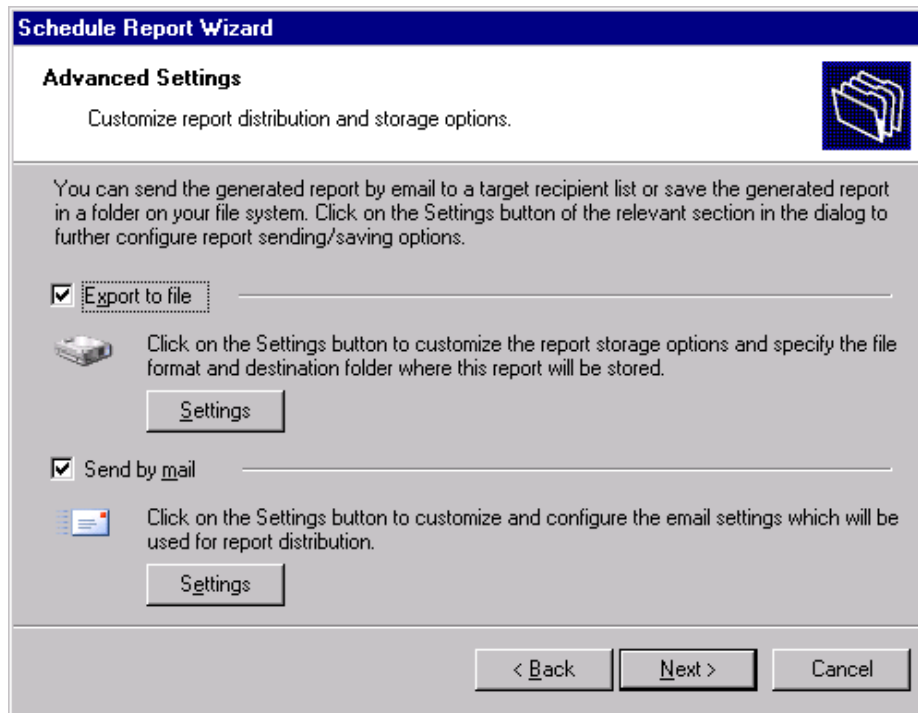 Schedule Report Wizard
Advanced Settings
Customize report distribution and storage options.
You can send the generated report by email to a target recipient list or save the generated report
in a folder on your file system. Click on the Settings button of the relevant section in the dialog to
further configure report sending/saving options.
Export to file
Click on the Settings button to customize the report storage options and specify the file
format and destination folder where this report will be stored.
Settings
Send by mail
Click on the Settings button to customize and configure the email settings which will be
used for report distribution.
Settings
< Back
Next >
Cancel